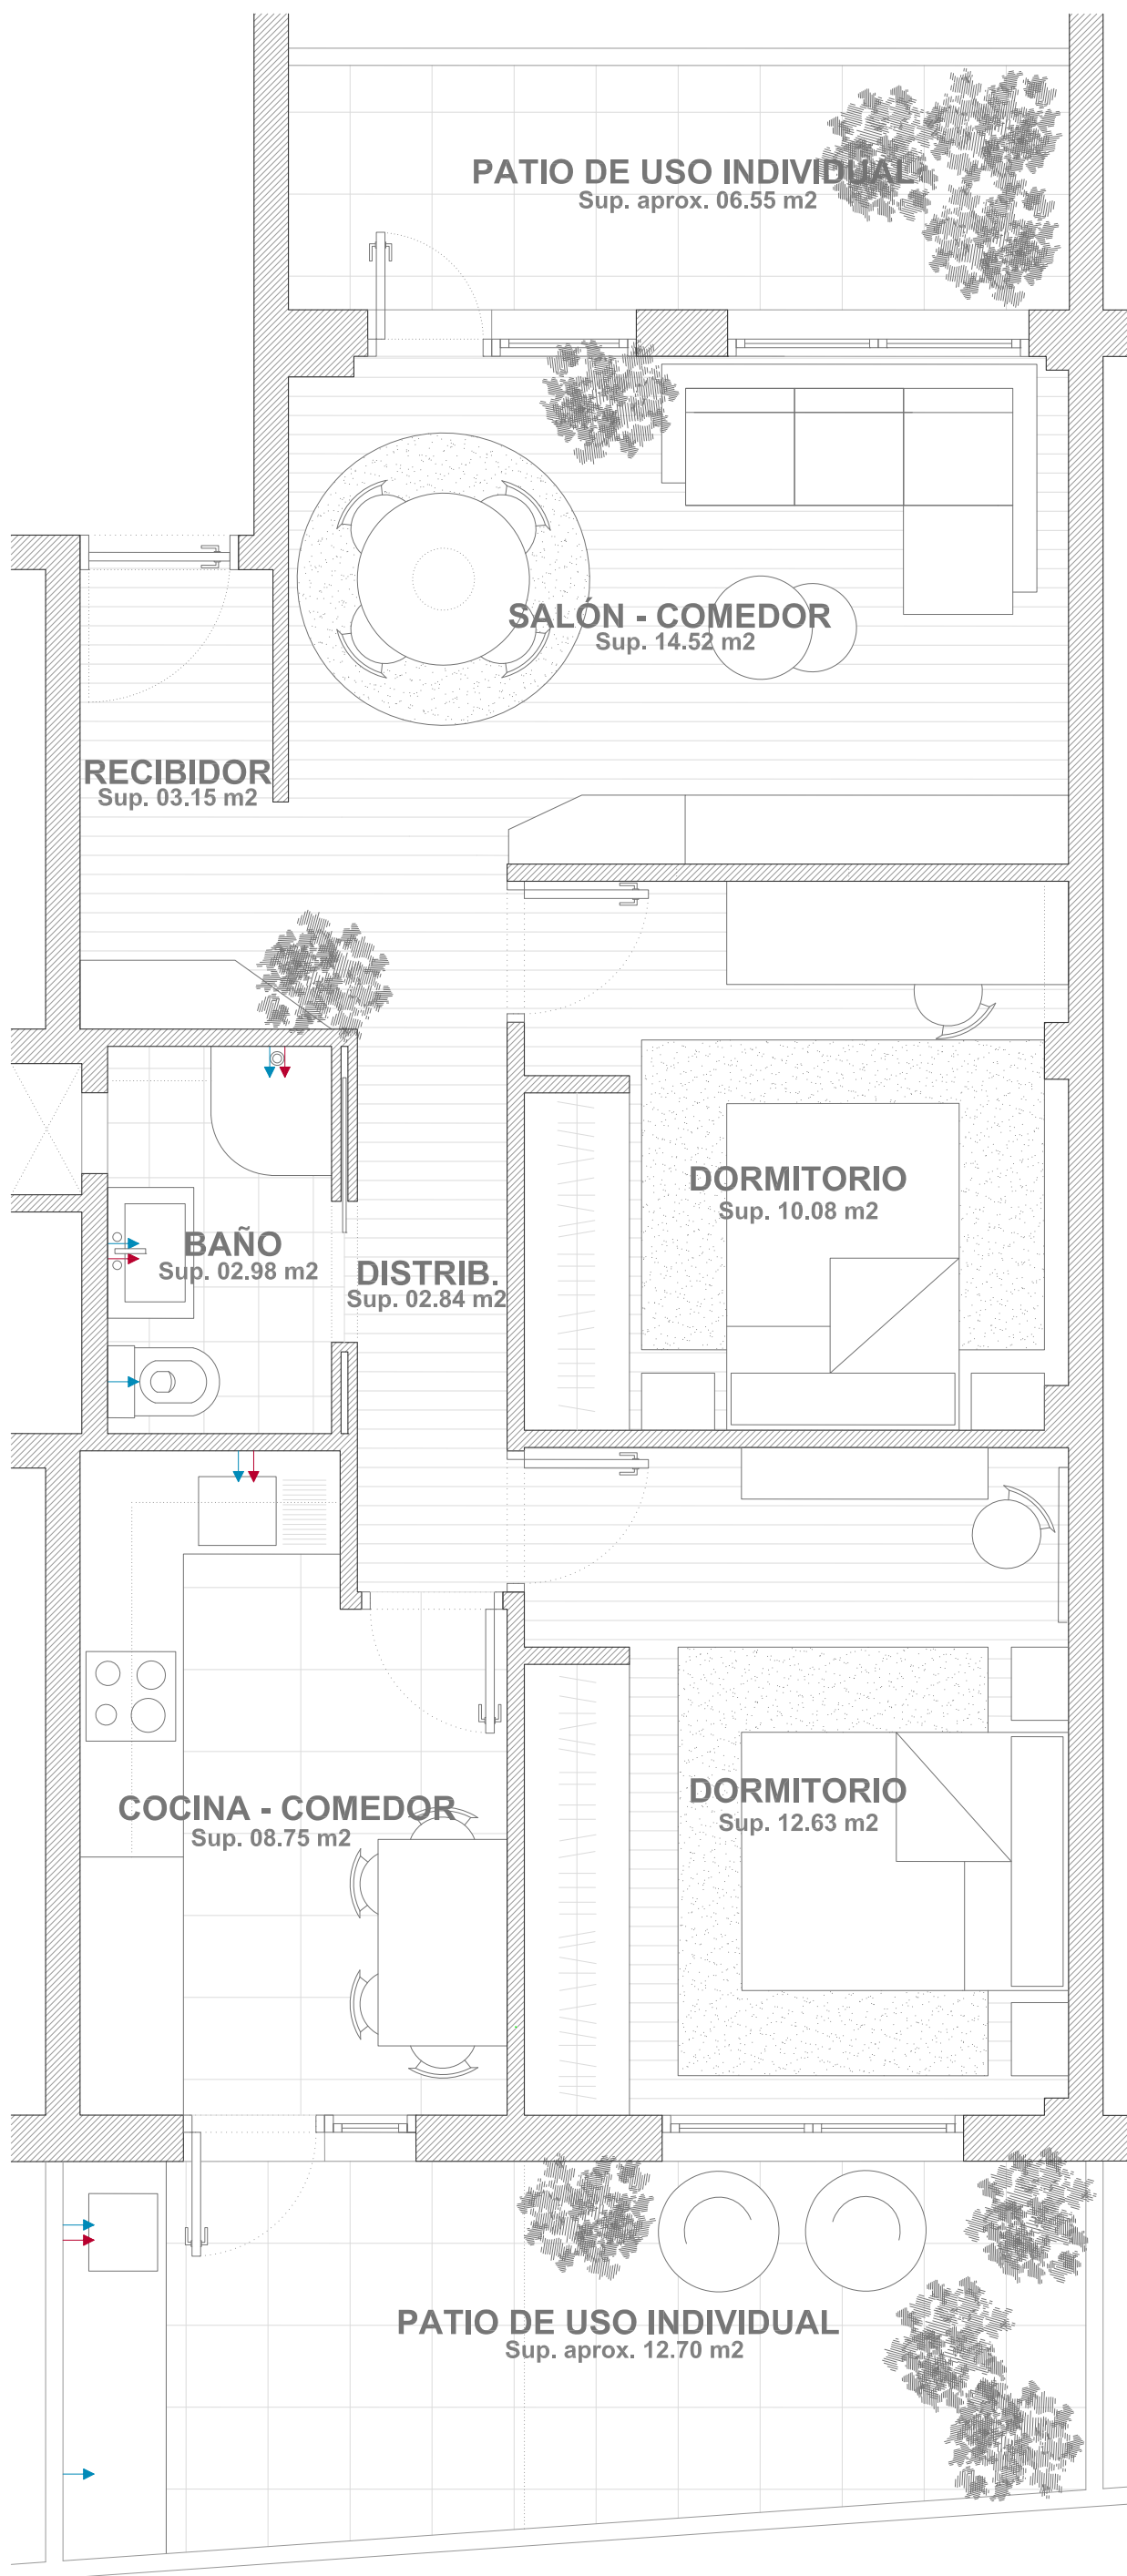 PATIO DE USO INDIVIDUAL
Sup. aprox. 06.55 m2
SALÓN - COMEDOR
Sup. 14.52 m2
RECIBIDOR
Sup. 03.15 m2
DORMITORIO
Sup. 10.08 m2
BAÑO
Sup. 02.98 m2
DISTRIB.
Sup. 02.84 m2
DORMITORIO
Sup. 12.63 m2
COCINA - COMEDOR
Sup. 08.75 m2
PATIO DE USO INDIVIDUAL
Sup. aprox. 12.70 m2